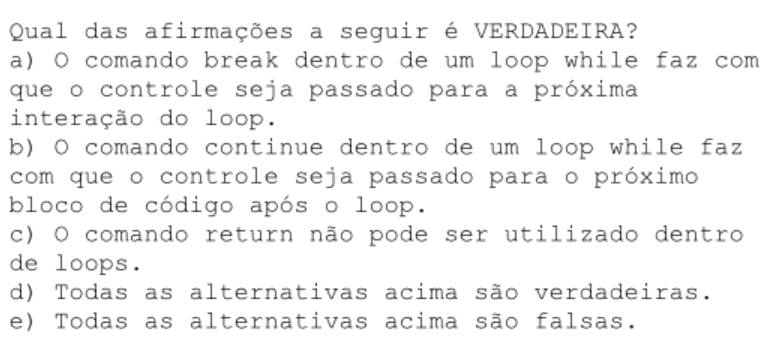 Qual das afirmações a seguir é VERDADEIRA?
a) O comando break dentro de um loop while faz com
que o controle seja passado para a próxima
interação do loop.
b) O comando continue dentro de um loop while faz
com que o controle seja passado para o próximo
bloco de código após o loop.
c) O comando return não pode ser utilizado dentro
de loops.
d) Todas as alternativas acima são verdadeiras.
e) Todas as alternativas acima são falsas.